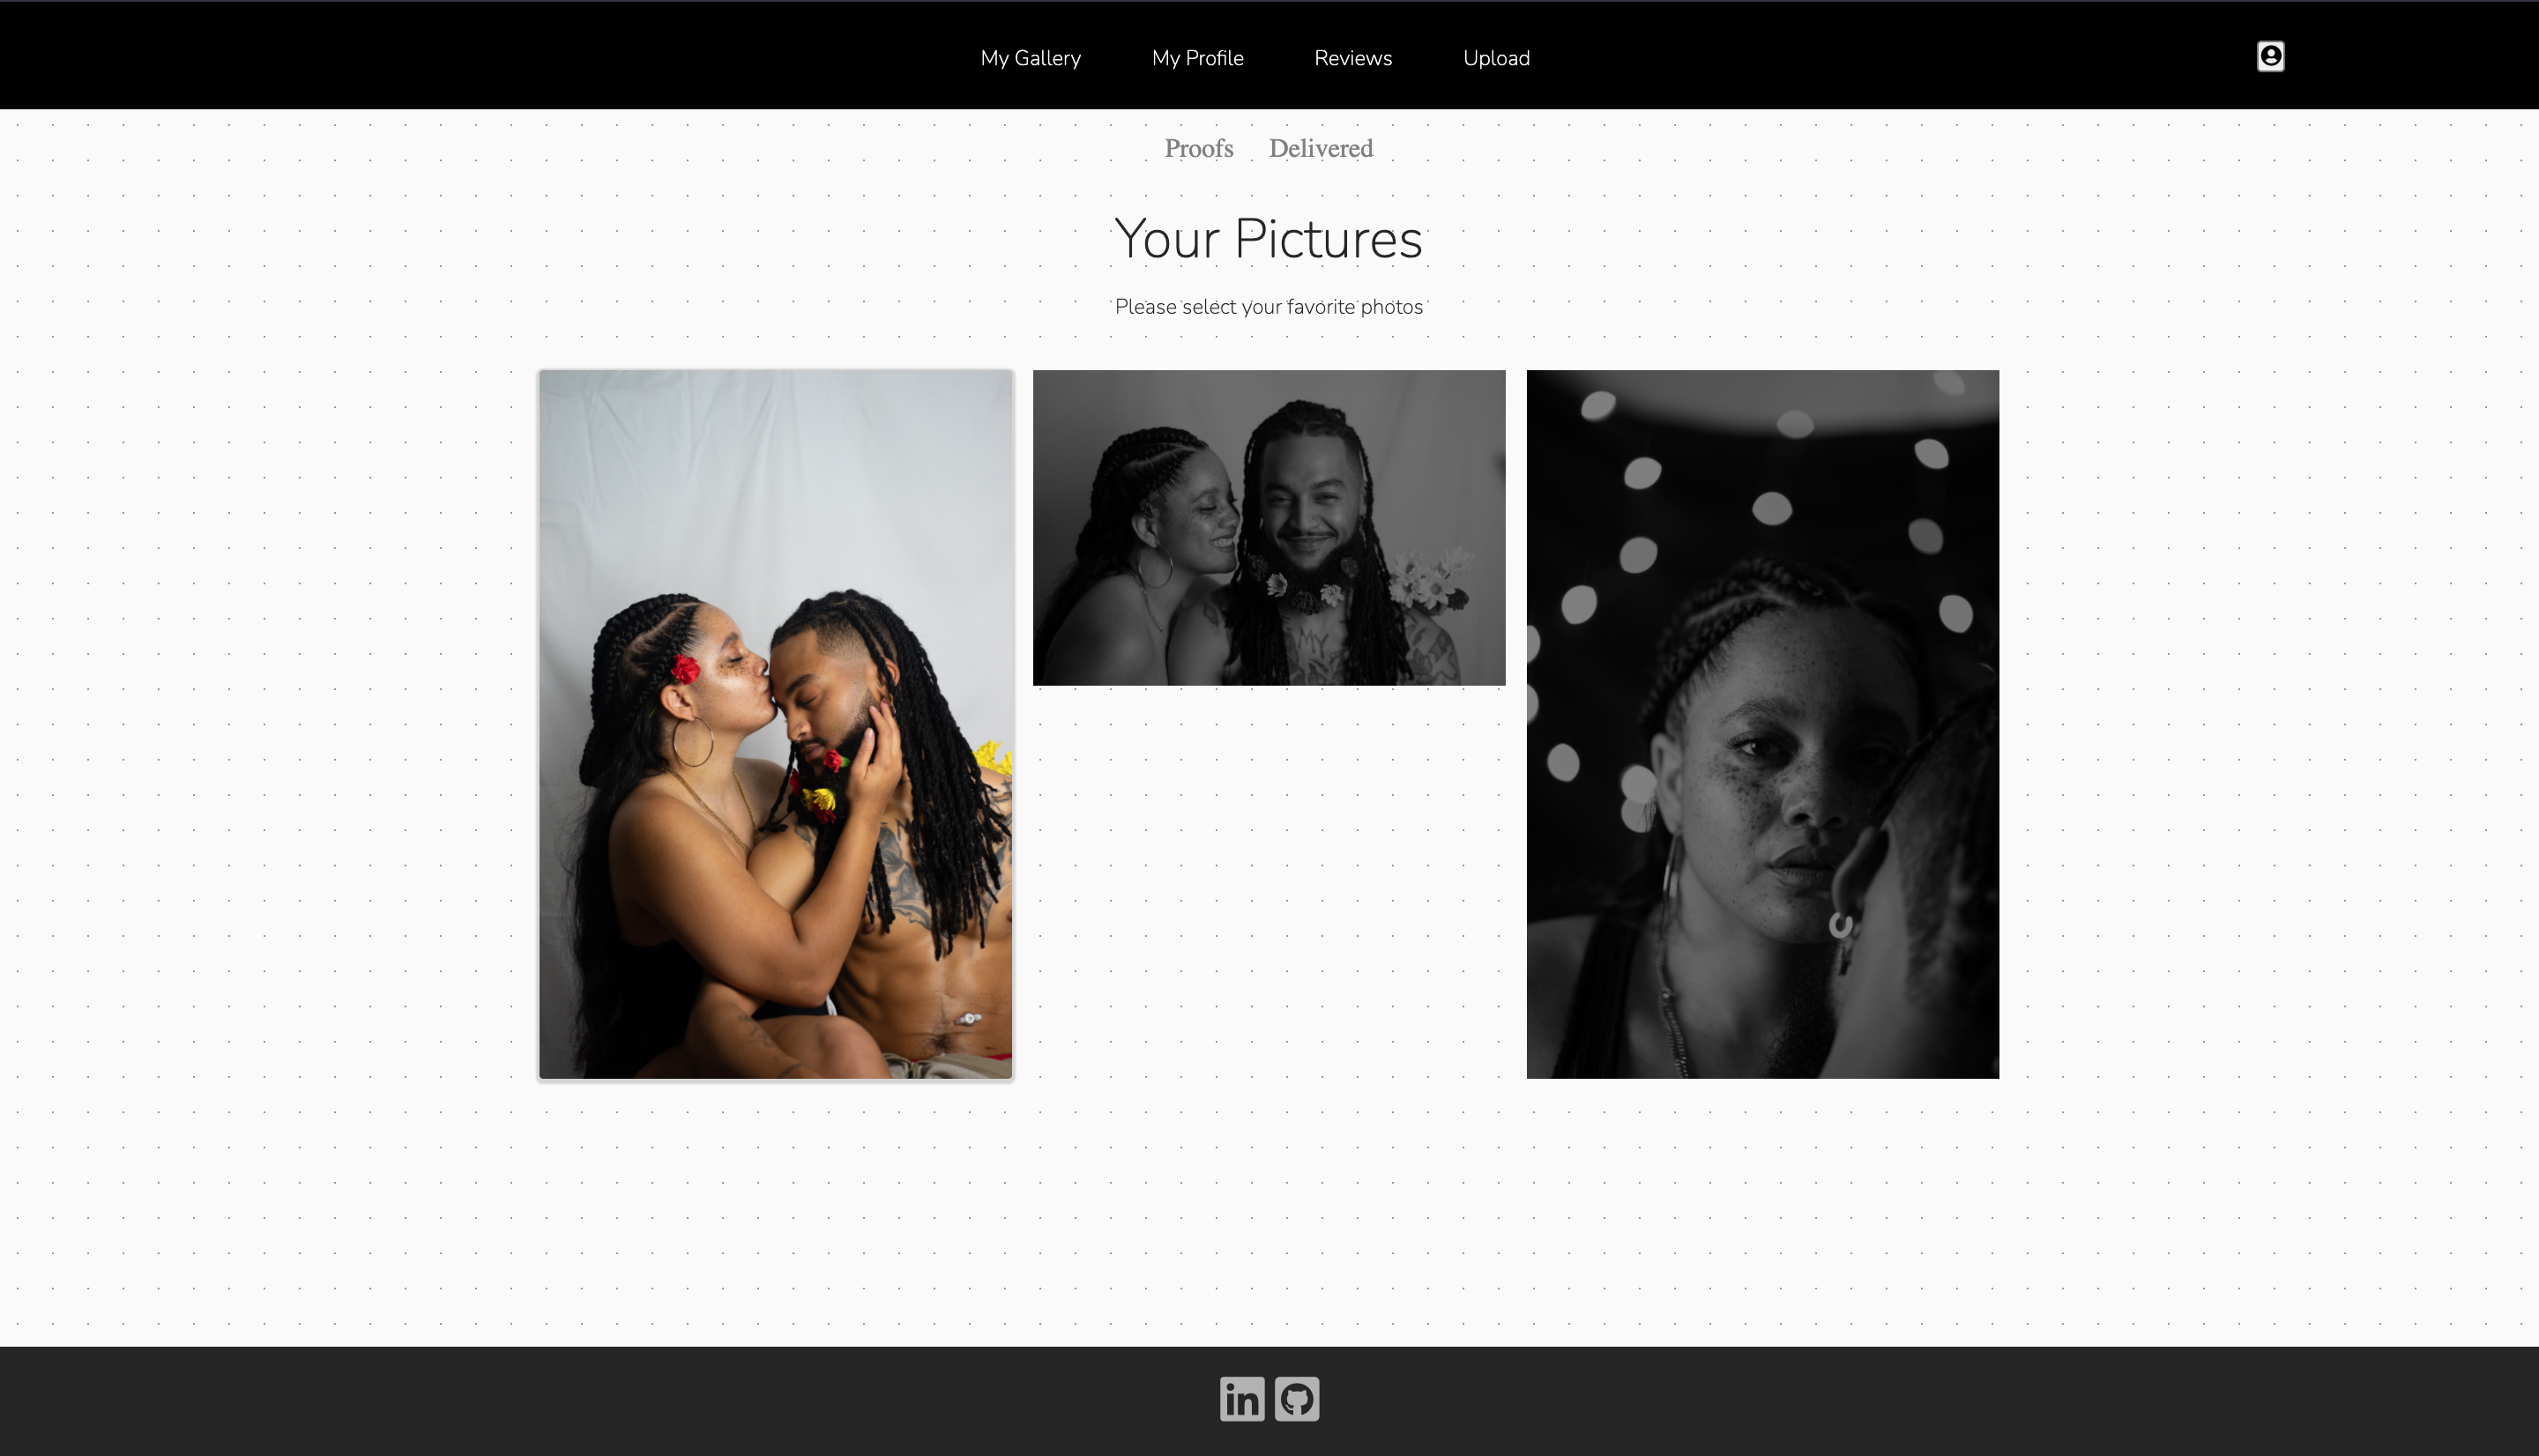 My Gallery My Profile Reviews Upload
Proofs Delivered
Your Pictures
Please select your favorite photos
in